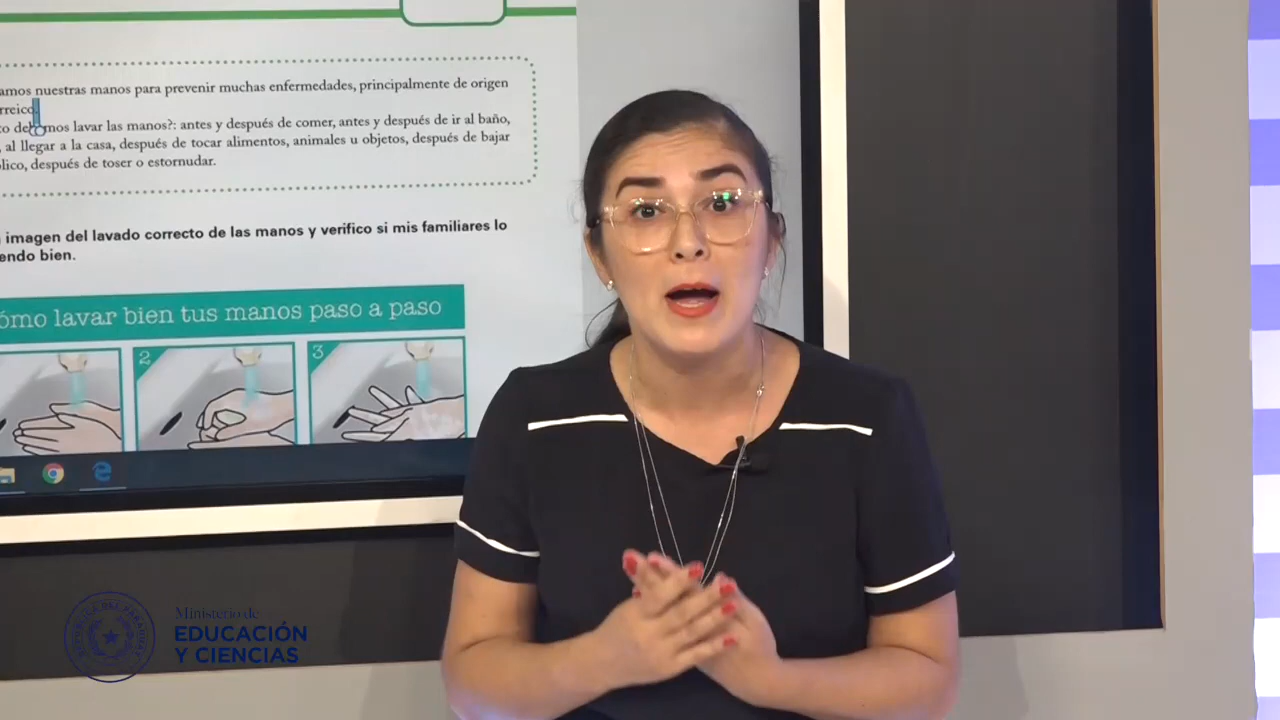 amos nuestras manos para prevenir muchas enfermedades, principalmente de origen
rreico.
to debemos lavar las manos?: antes y después de comer, antes y después de ir al baño,
, al llegar a la casa, después de tocar alimentos, animales u objetos, después de bajar
blico, después de toser o estornudar.
imagen del lavado correcto de las manos y verifico si mis familiares lo
endo bien.
ómo lavar bien tus manos paso a paso
2
3
Ministerio de
EDUCACIÓN
Y CIENCIAS